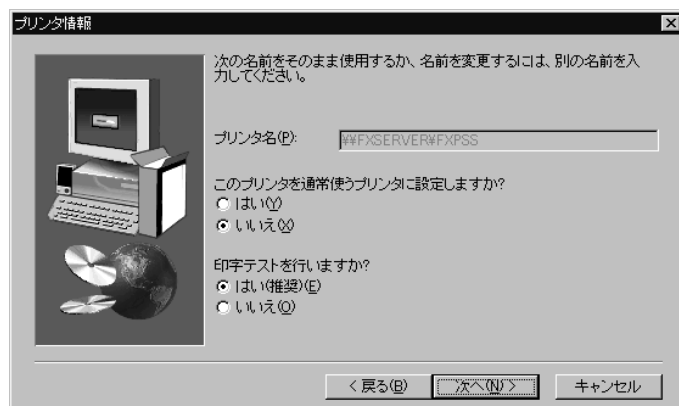 プリンタ情報
次の名前をそのまま使用するか、名前を変更するには、別の名前を入
力してください。
プリンタ名(P): ¥¥FXSERVER¥FXPSS
このプリンタを通常使うプリンタに設定しますか?
はい(Y)
いいえ(X)
印字テストを行いますか?
はい(推奨)(E)
いいえ(O)
< 戻る(B) 次へ(N) > キャンセル